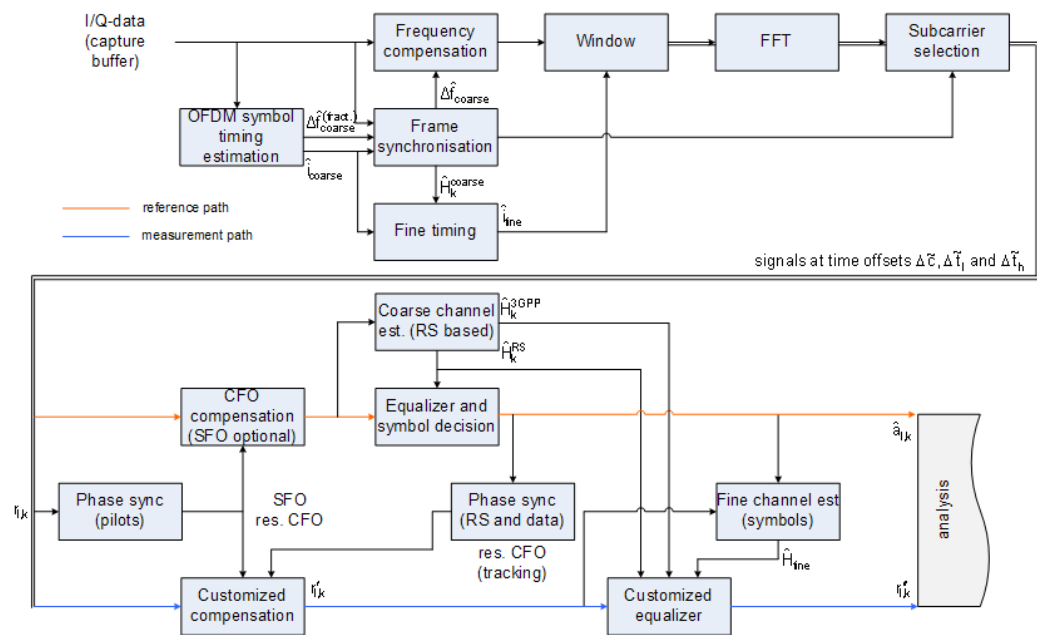 I/Q-data
(capture
buffer)
Frequency
compensation
Window
FFT
Subcarrier
selection
Δf̂coarse
OFDM symbol
timing
estimation
Δf̂(fract.)coarse
îcoarse
Frame
synchronisation
Ĥkcoarse
Fine timing
îfine
reference path
measurement path
signals at time offsets Δc̃, Δt̃l and Δt̃h
Coarse channel
est. (RS based)
Ĥk3GPP
ĤkRS
CFO
compensation
(SFO optional)
Equalizer and
symbol decision
âl,k
rl,k
Phase sync
(pilots)
SFO
res. CFO
Phase sync
(RS and data)
res. CFO
(tracking)
Fine channel est
(symbols)
Ĥfine
analysis
Customized
compensation
r'l,k
Customized
equalizer
r''l,k